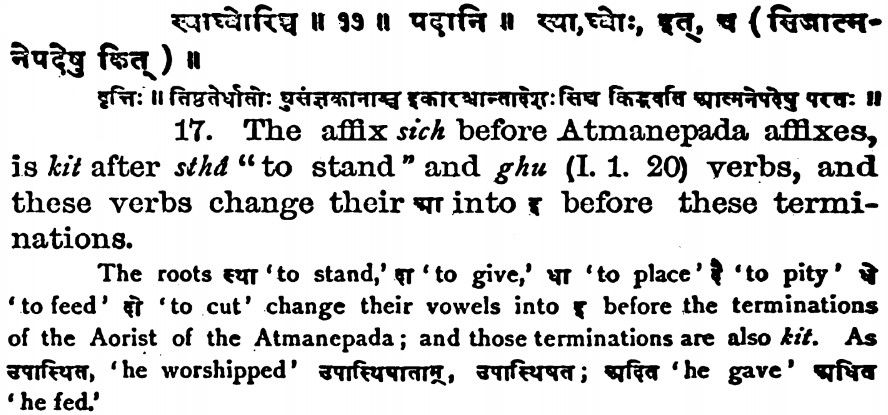 स्थाघ्वोरिच्च ॥ १७ ॥ पदानि ॥ स्था, घ्वोः, इत्, च ( सिजात्म-
नेपदेषु कित् ) ॥
वृत्तिः ॥ तिष्ठतेर्धातोः घुसंज्ञकानाञ्च इकारश्चान्तादेशः सिच्च किद्भवति आत्मनेपदेषु परतः ॥
17. The affix sich before Atmanepada affixes,
is kit after sthâ "to stand" and ghu (I. 1. 20) verbs, and
these verbs change their आ into इ before these termi-
nations.
The roots स्था 'to stand,' दा 'to give,' धा 'to place' दे 'to pity' धे
'to feed' दो 'to cut' change their vowels into इ before the terminations
of the Aorist of the Atmanepada; and those terminations are also kit. As
उपास्थित, 'he worshipped' उपास्थिषाताम्, उपास्थिषत; अदित 'he gave' अधित
'he fed.'